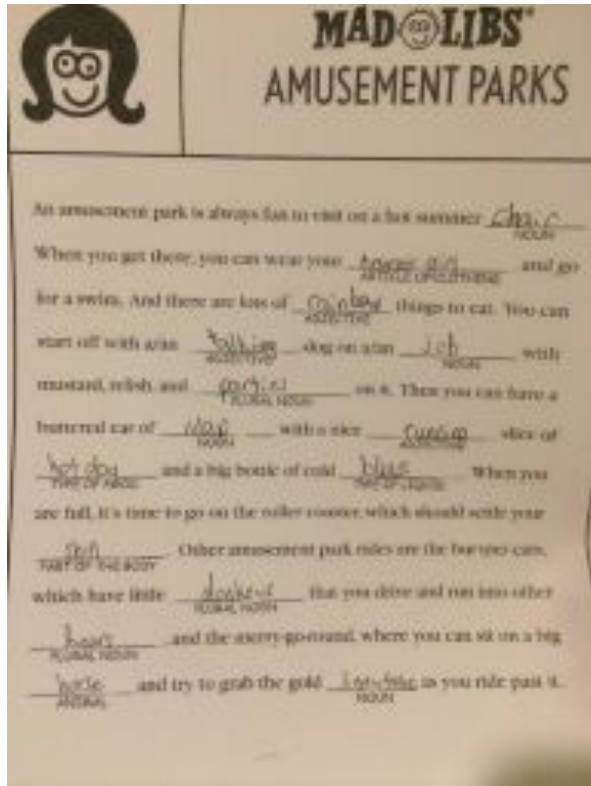 MAD LIBS®
AMUSEMENT PARKS
An amusement park is always fun to visit on a hot summer chair
NOUN
When you get there, you can wear your and go
ARTICLE OF CLOTHING
for a swim. And there are lots of rainbow things to eat. You can
ADJECTIVE
start off with a/an talking dog on a/an with
ADJECTIVE NOUN
mustard, relish, and on it. Then you can have a
PLURAL NOUN
buttered ear of with a nice slice of
NOUN ADJECTIVE
hot dog and a big bottle of cold blue When you
TYPE OF FOOD TYPE OF LIQUID
are full, it's time to go on the roller coaster, which should settle your
Other amusement park rides are the bumper cars,
PART OF THE BODY
which have little donkeys that you drive and run into other
PLURAL NOUN
hours and the merry-go-round, where you can sit on a big
PLURAL NOUN
horse and try to grab the gold as you ride past it.
ANIMAL NOUN